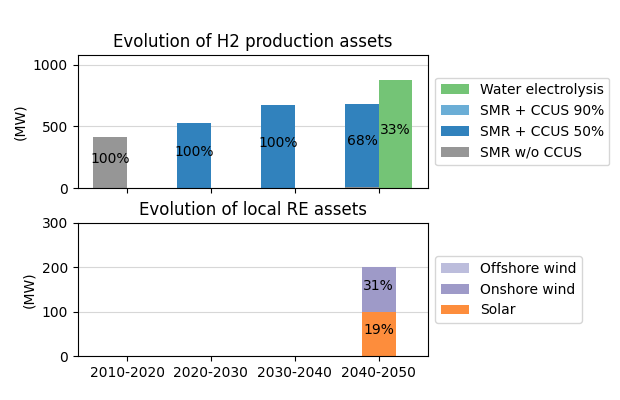 Evolution of H2 production assets
1000
500
0
(MW)
100%
100%
100%
68%
33%
Water electrolysis
SMR + CCUS 90%
SMR + CCUS 50%
SMR w/o CCUS
Evolution of local RE assets
300
200
100
0
(MW)
31%
19%
Offshore wind
Onshore wind
Solar
2010-2020 2020-2030 2030-2040 2040-2050